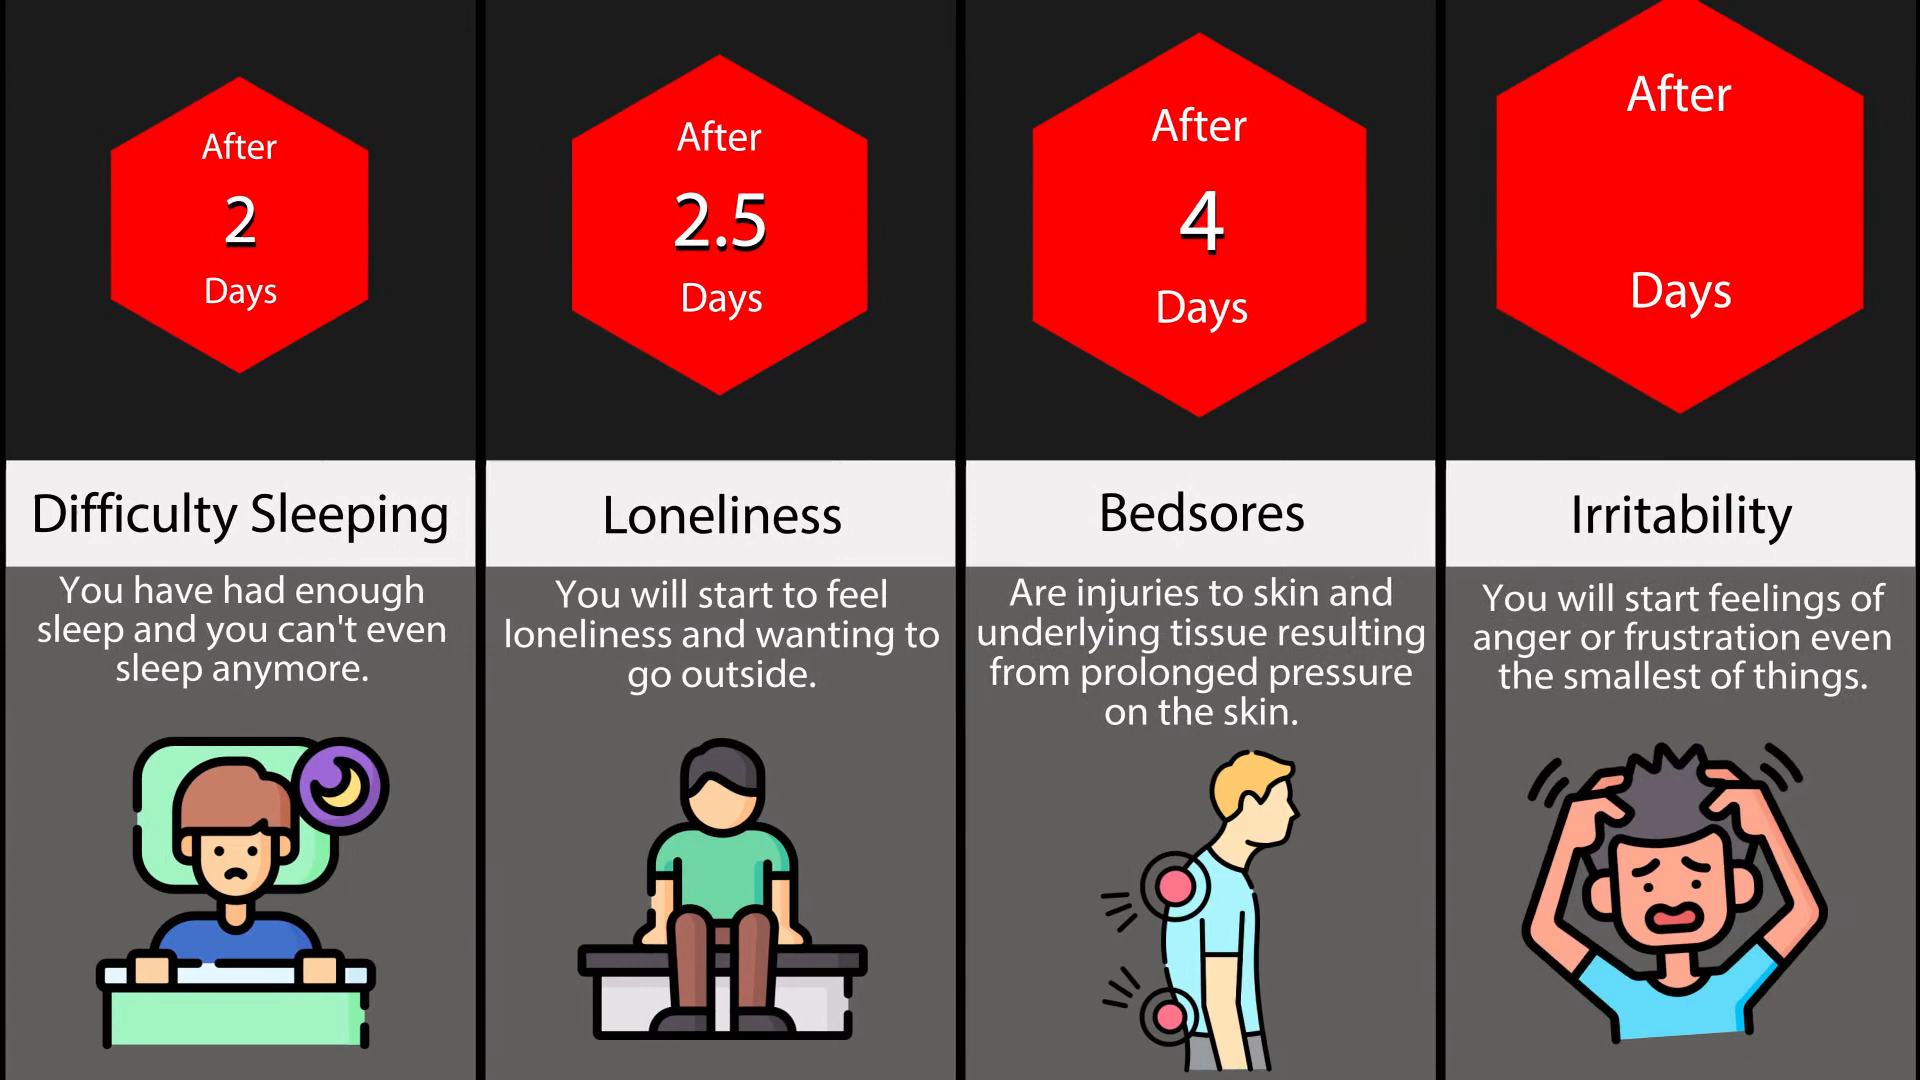 After
2
Days
Difficulty Sleeping
You have had enough
sleep and you can't even
sleep anymore.
After
2.5
Days
Loneliness
You will start to feel
loneliness and wanting to
go outside.
After
4
Days
Bedsores
Are injuries to skin and
underlying tissue resulting
from prolonged pressure
on the skin.
After
Days
Irritability
You will start feelings of
anger or frustration even
the smallest of things.